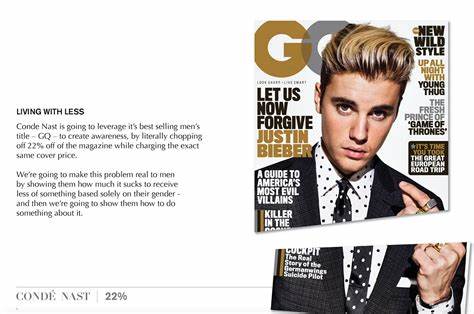 LIVING WITH LESS
Conde Nast is going to leverage it's best selling men's
title – GQ – to create awareness, by literally chopping
off 22% off of the magazine while charging the exact
same cover price.
We're going to make this problem real to men
by showing them how much it sucks to receive
less of something based solely on their gender -
and then we're going to show them how to do
something about it.
CONDÉ NAST | 22%
GQ
LOOK SHARP • LIVE SMART
NEW
WILD
STYLE
UP ALL
NIGHT
WITH
YOUNG
THUG
THE FRESH
PRINCE OF
'GAME OF
THRONES'
IT'S TIME
YOU TOOK
THE GREAT
EUROPEAN
ROAD TRIP
LET US
NOW
FORGIVE
JUSTIN
BIEBER
A GUIDE TO
AMERICA'S
MOST EVIL
VILLAINS
KILLER
IN THE
COCKPIT
The Real
Story of the
Germanwings
Suicide Pilot